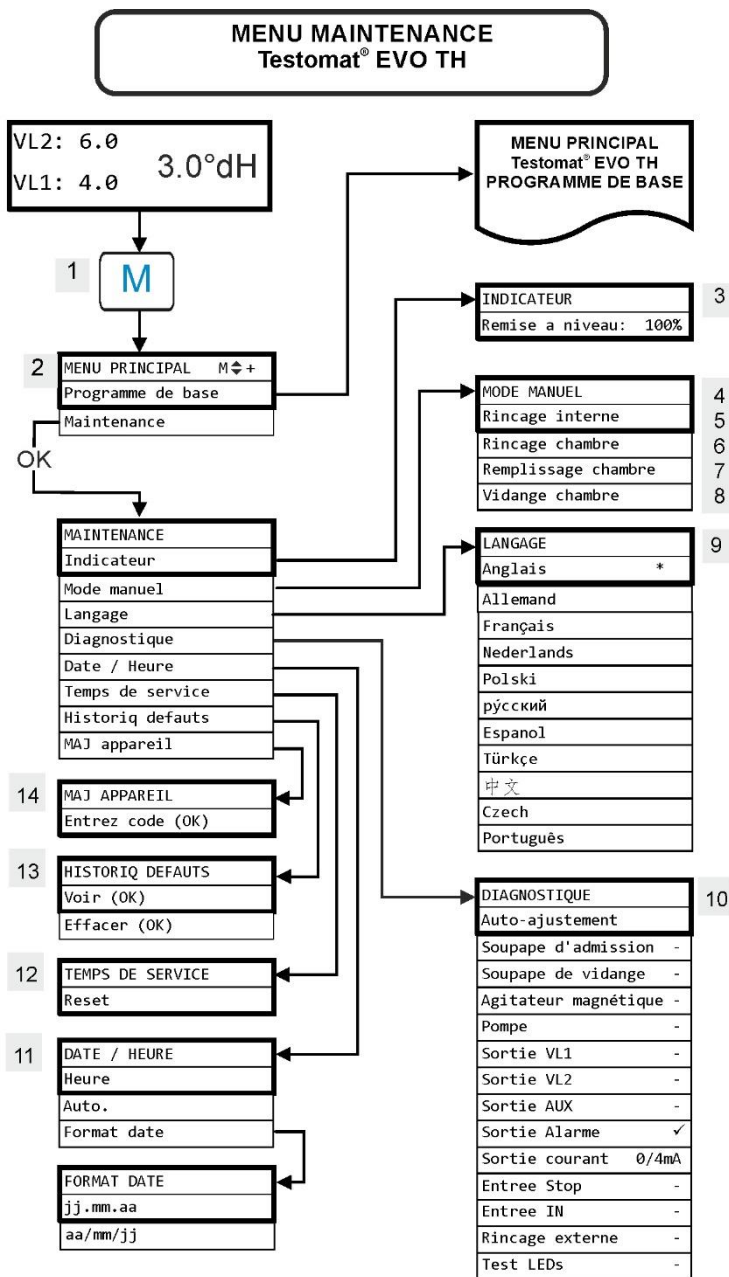 MENU MAINTENANCE
Testomat® EVO TH
VL2: 6.0
3.0°dH
VL1: 4.0
MENU PRINCIPAL
Testomat® EVO TH
PROGRAMME DE BASE
1
M
2
MENU PRINCIPAL M⬍+
Programme de base
Maintenance
OK
INDICATEUR
Remise a niveau: 100%
3
MODE MANUEL
4
Rincage interne
5
Rincage chambre
6
Remplissage chambre
7
Vidange chambre
8
MAINTENANCE
Indicateur
Mode manuel
Langage
Diagnostique
Date / Heure
Temps de service
Historiq defauts
MAJ appareil
LANGAGE
9
Anglais *
Allemand
Français
Nederlands
Polski
ру́сский
Espanol
Türkçe
中文
Czech
Português
14
MAJ APPAREIL
Entrez code (OK)
13
HISTORIQ DEFAUTS
Voir (OK)
Effacer (OK)
12
TEMPS DE SERVICE
Reset
11
DATE / HEURE
Heure
Auto.
Format date
FORMAT DATE
jj.mm.aa
aa/mm/jj
DIAGNOSTIQUE
10
Auto-ajustement
Soupape d'admission -
Soupape de vidange -
Agitateur magnétique -
Pompe -
Sortie VL1 -
Sortie VL2 -
Sortie AUX -
Sortie Alarme ✓
Sortie courant 0/4mA
Entree Stop -
Entree IN -
Rincage externe -
Test LEDs -